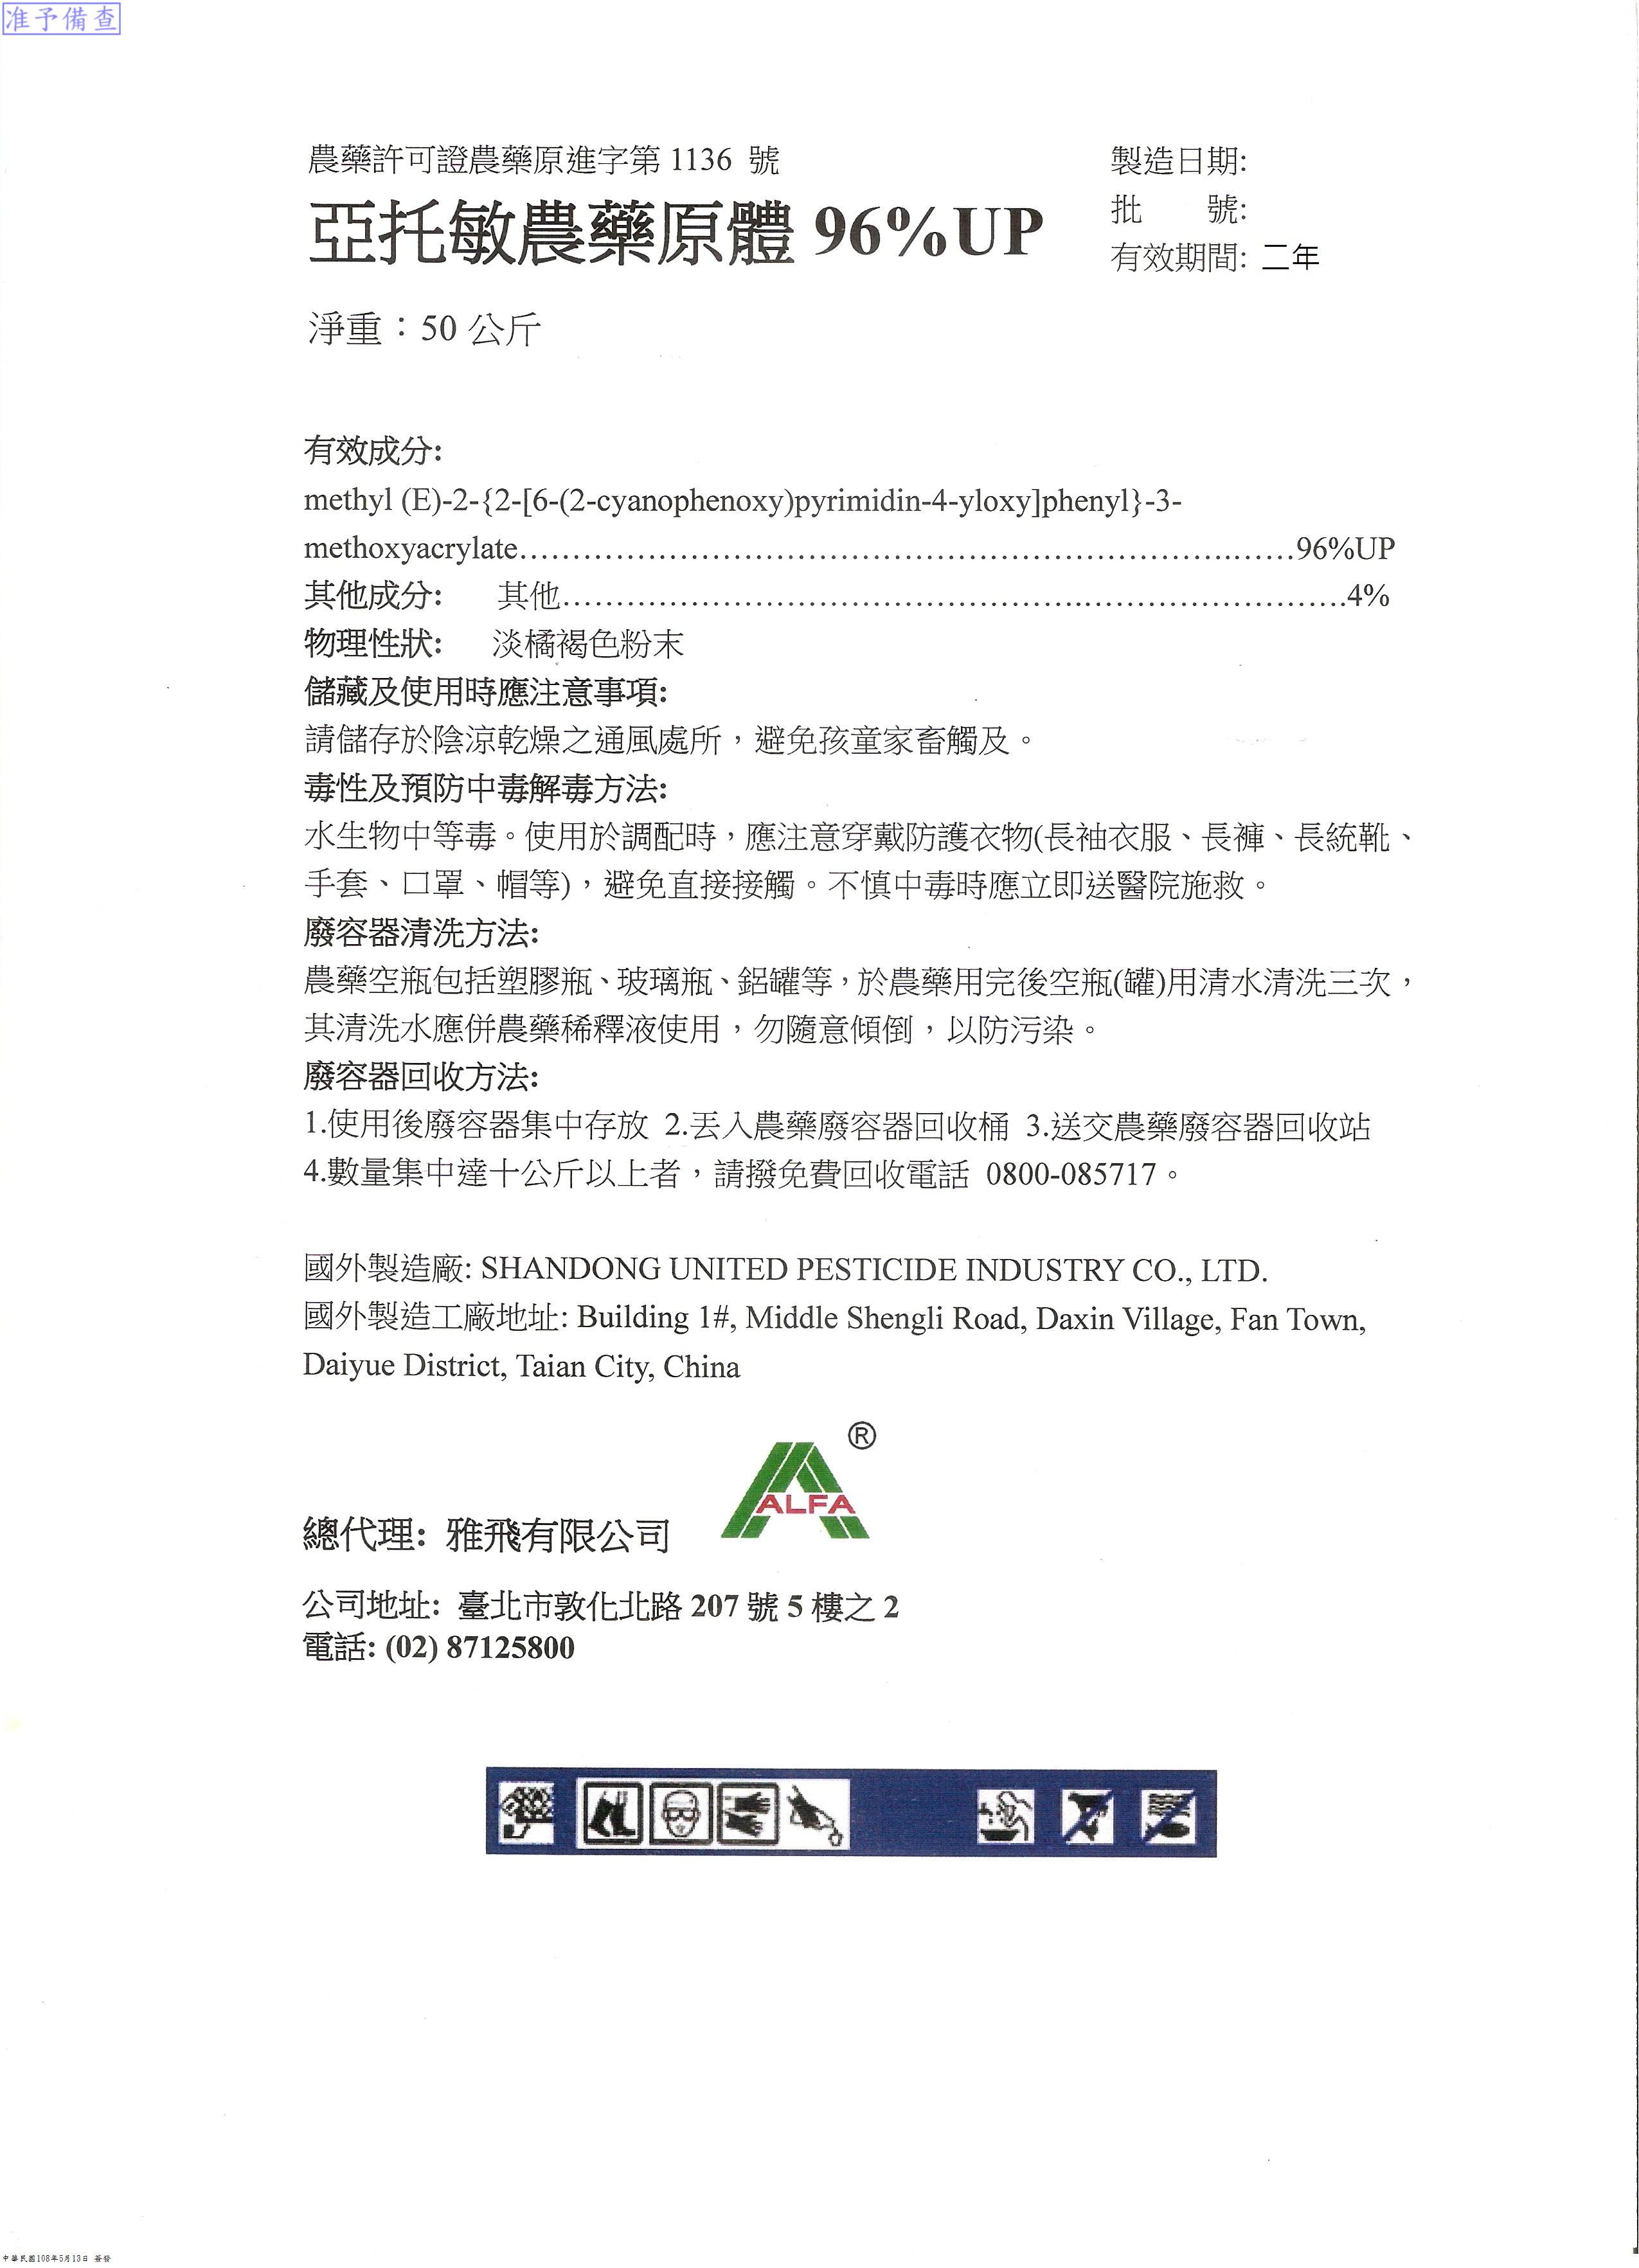 准予備查
農藥許可證農藥原進字第 1136 號
製造日期:
亞托敏農藥原體 96%UP
批 號:
有效期間: 二年
淨重：50 公斤
有效成分:
methyl (E)-2-{2-[6-(2-cyanophenoxy)pyrimidin-4-yloxy]phenyl}-3-
methoxyacrylate……………………………………………………………………96%UP
其他成分: 其他……………………………………………………………………4%
物理性狀: 淡橘褐色粉末
儲藏及使用時應注意事項:
請儲存於陰涼乾燥之通風處所，避免孩童家畜觸及。
毒性及預防中毒解毒方法:
水生物中等毒。使用於調配時，應注意穿戴防護衣物(長袖衣服、長褲、長統靴、
手套、口罩、帽等)，避免直接接觸。不慎中毒時應立即送醫院施救。
廢容器清洗方法:
農藥空瓶包括塑膠瓶、玻璃瓶、鋁罐等，於農藥用完後空瓶(罐)用清水清洗三次，
其清洗水應併農藥稀釋液使用，勿隨意傾倒，以防污染。
廢容器回收方法:
1.使用後廢容器集中存放 2.丟入農藥廢容器回收桶 3.送交農藥廢容器回收站
4.數量集中達十公斤以上者，請撥免費回收電話 0800-085717。
國外製造廠: SHANDONG UNITED PESTICIDE INDUSTRY CO., LTD.
國外製造工廠地址: Building 1#, Middle Shengli Road, Daxin Village, Fan Town,
Daiyue District, Taian City, China
®
ALFA
總代理: 雅飛有限公司
公司地址: 臺北市敦化北路 207 號 5 樓之 2
電話: (02) 87125800
中華民國108年5月13日 簽發